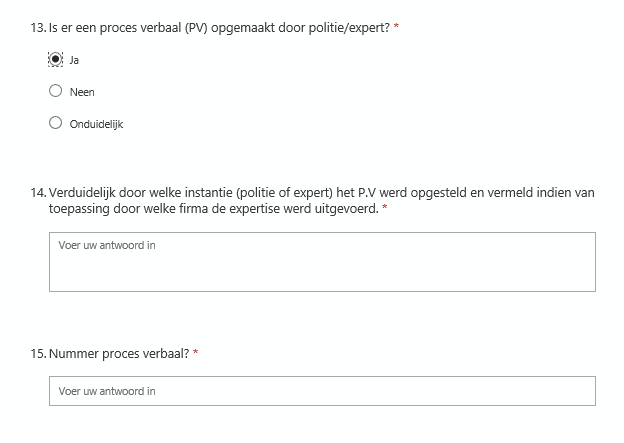 13. Is er een proces verbaal (PV) opgemaakt door politie/expert? *
Ja
Neen
Onduidelijk
14. Verduidelijk door welke instantie (politie of expert) het P.V werd opgesteld en vermeld indien van
toepassing door welke firma de expertise werd uitgevoerd. *
Voer uw antwoord in
15. Nummer proces verbaal? *
Voer uw antwoord in